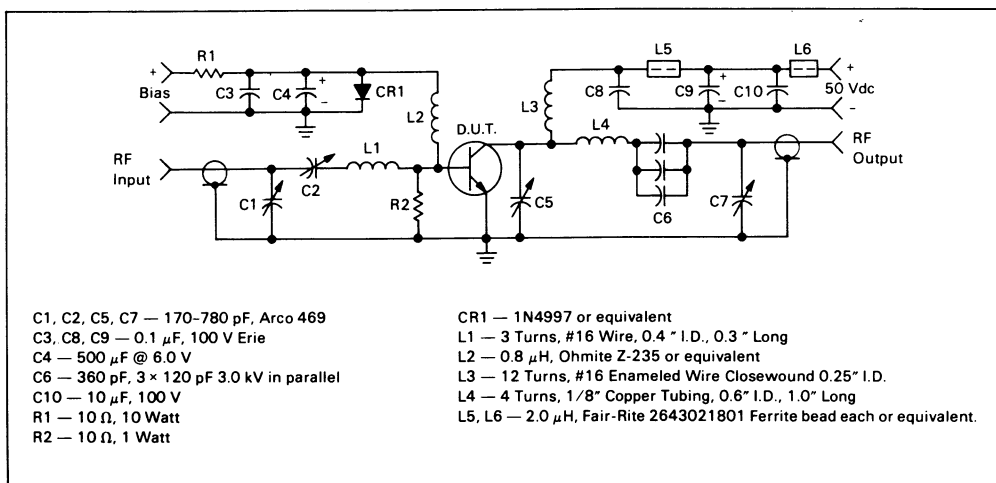 R1
L5
L6
+
Bias
C3
C4
+
−
CR1
L2
L3
C8
C9
+
−
C10
+
50 Vdc
−
D.U.T.
L4
RF
Input
C1
C2
L1
R2
C5
C6
C7
RF
Output
C1, C2, C5, C7 — 170-780 pF, Arco 469
C3, C8, C9 — 0.1 μF, 100 V Erie
C4 — 500 μF @ 6.0 V
C6 — 360 pF, 3 × 120 pF 3.0 kV in parallel
C10 — 10 μF, 100 V
R1 — 10 Ω, 10 Watt
R2 — 10 Ω, 1 Watt
CR1 — 1N4997 or equivalent
L1 — 3 Turns, #16 Wire, 0.4 ″ I.D., 0.3 ″ Long
L2 — 0.8 μH, Ohmite Z-235 or equivalent
L3 — 12 Turns, #16 Enameled Wire Closewound 0.25″ I.D.
L4 — 4 Turns, 1/8″ Copper Tubing, 0.6″ I.D., 1.0″ Long
L5, L6 — 2.0 μH, Fair-Rite 2643021801 Ferrite bead each or equivalent.